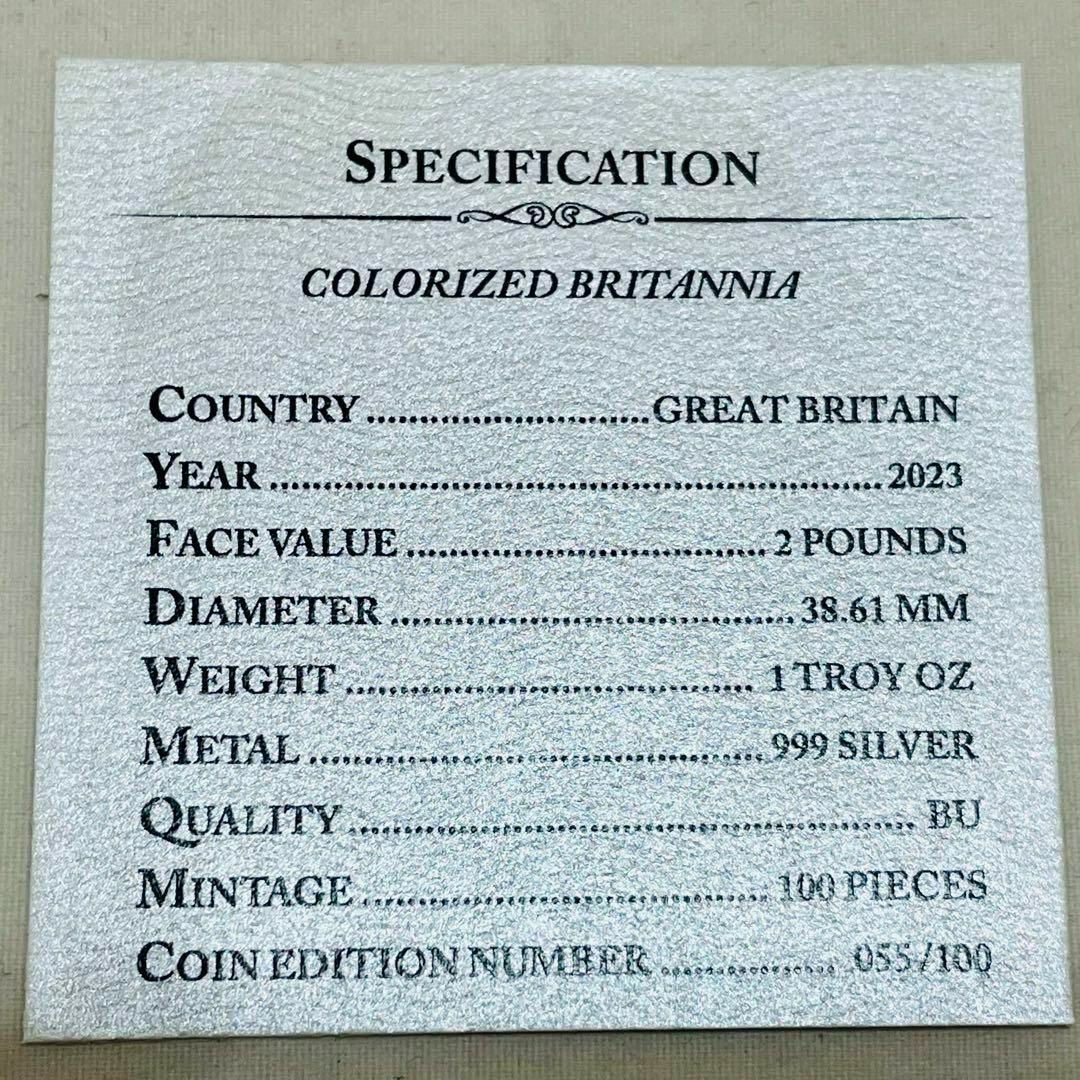 SPECIFICATION
COLORIZED BRITANNIA
COUNTRY ........................... GREAT BRITAIN
YEAR ........................................................... 2023
FACE VALUE .................................. 2 POUNDS
DIAMETER ....................................... 38.61 MM
WEIGHT ....................................... 1 TROY OZ
METAL ............................................ 999 SILVER
QUALITY ...................................................... BU
MINTAGE ....................................... 100 PIECES
COIN EDITION NUMBER ................. 055/100